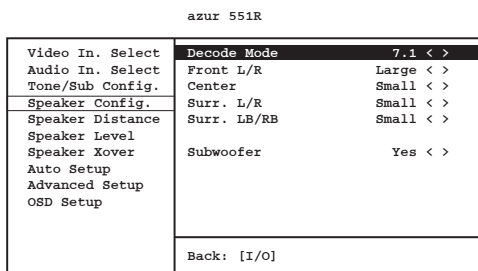 azur 551R
Video In. Select
Audio In. Select
Tone/Sub Config.
Speaker Config.
Speaker Distance
Speaker Level
Speaker Xover
Auto Setup
Advanced Setup
OSD Setup
Decode Mode 7.1 < >
Front L/R Large < >
Center Small < >
Surr. L/R Small < >
Surr. LB/RB Small < >
Subwoofer Yes < >
Back: [I/O]